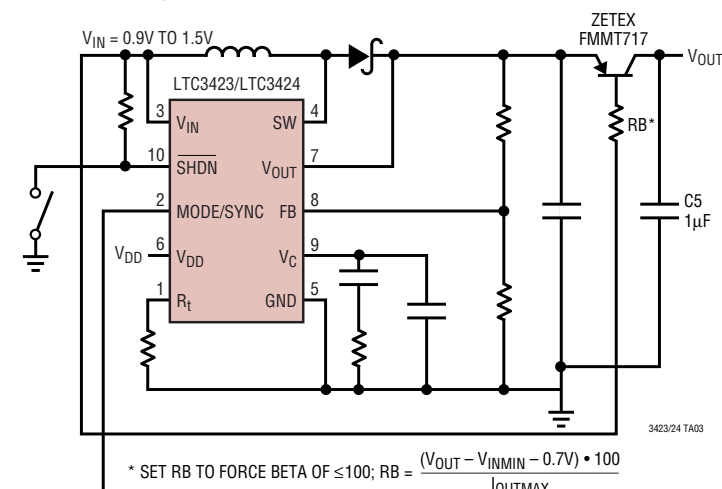 ZETEX
FMMT717
V_IN = 0.9V TO 1.5V
V_OUT
LTC3423/LTC3424
3
V_IN
SW
4
RB*
10
SHDN
V_OUT
7
2
MODE/SYNC
FB
8
C5
1µF
V_DD
6
V_DD
V_C
9
1
R_t
GND
5
3423/24 TA03
* SET RB TO FORCE BETA OF ≤100; RB = (V_OUT – V_INMIN – 0.7V) • 100
I_OUTMAX